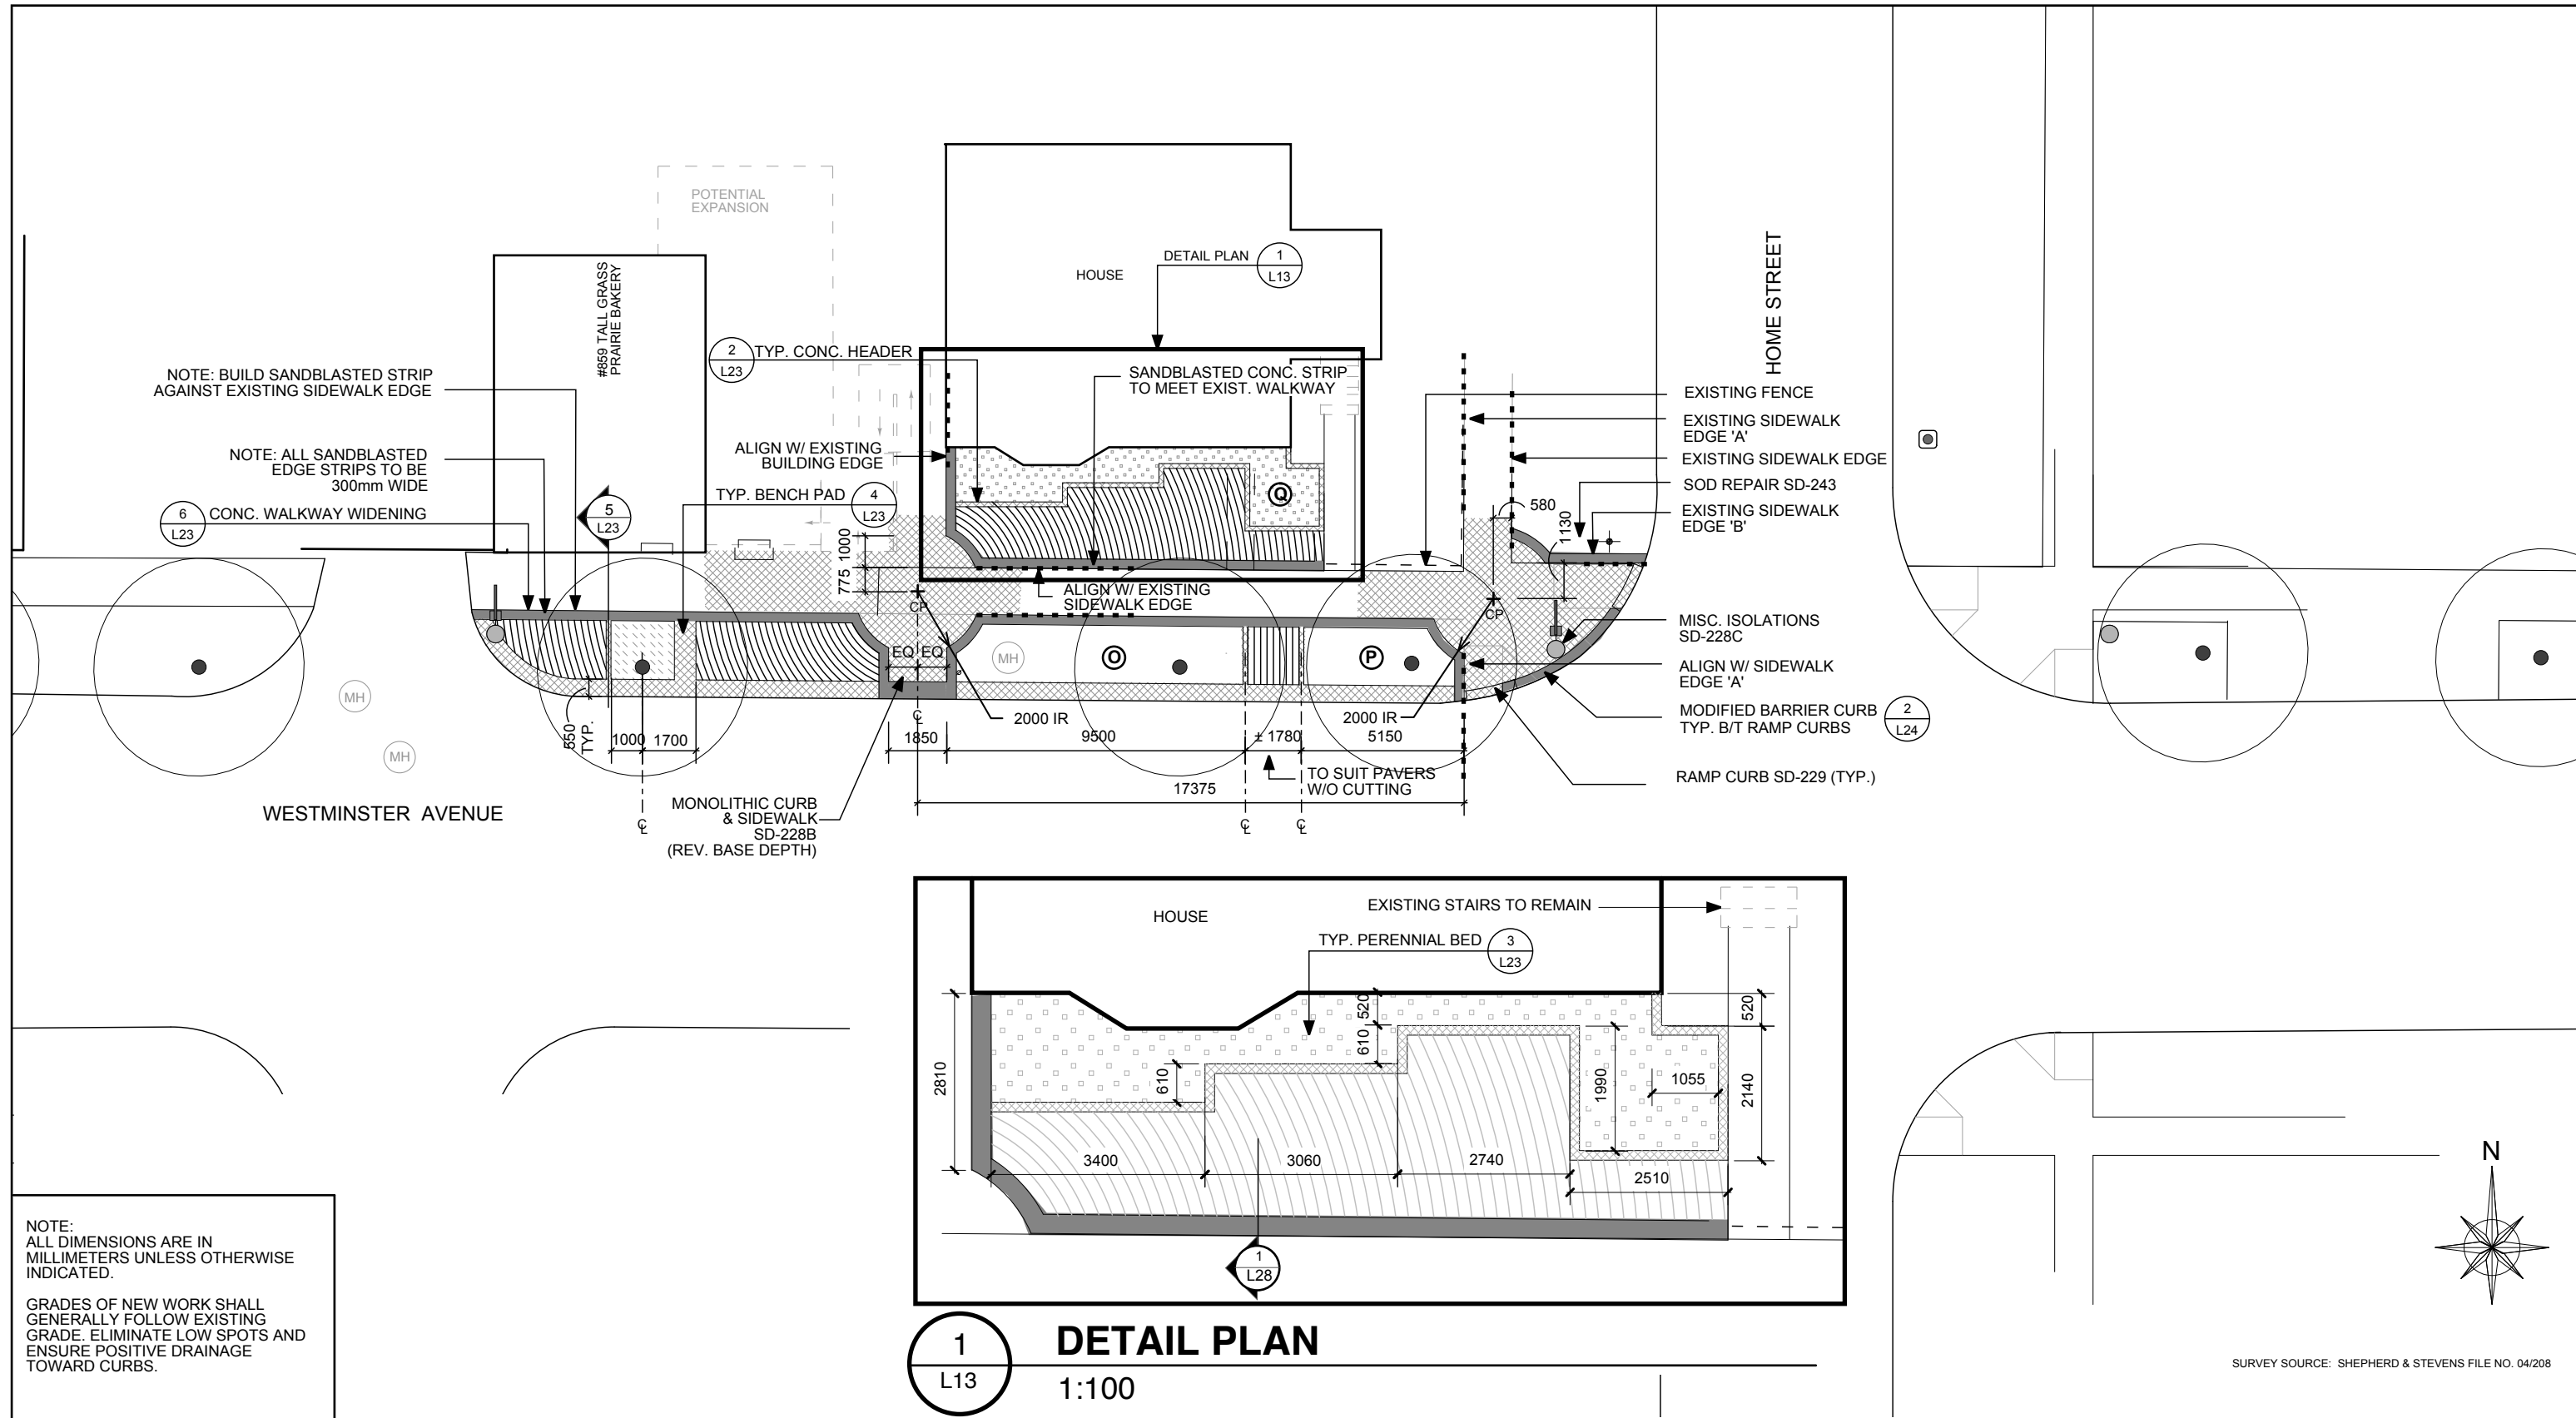 POTENTIAL
EXPANSION
#859 TALL GRASS
PRAIRIE BAKERY
HOUSE
DETAIL PLAN
1
L13
HOME STREET
2
L23
TYP. CONC. HEADER
SANDBLASTED CONC. STRIP
TO MEET EXIST. WALKWAY
NOTE: BUILD SANDBLASTED STRIP
AGAINST EXISTING SIDEWALK EDGE
NOTE: ALL SANDBLASTED
EDGE STRIPS TO BE
300mm WIDE
6
L23
CONC. WALKWAY WIDENING
5
L23
ALIGN W/ EXISTING
BUILDING EDGE
TYP. BENCH PAD
4
L23
Q
EXISTING FENCE
EXISTING SIDEWALK
EDGE 'A'
EXISTING SIDEWALK EDGE
SOD REPAIR SD-243
EXISTING SIDEWALK
EDGE 'B'
580
1130
1000
775
CP
ALIGN W/ EXISTING
SIDEWALK EDGE
CP
MISC. ISOLATIONS
SD-228C
ALIGN W/ SIDEWALK
EDGE 'A'
MODIFIED BARRIER CURB
TYP. B/T RAMP CURBS
2
L24
RAMP CURB SD-229 (TYP.)
EQ EQ
MH
O
P
MH
MH
550
TYP.
1000
1700
1850
2000 IR
9500
± 1780
2000 IR
5150
TO SUIT PAVERS
W/O CUTTING
17375
WESTMINSTER AVENUE
MONOLITHIC CURB
& SIDEWALK
SD-228B
(REV. BASE DEPTH)
HOUSE
EXISTING STAIRS TO REMAIN
TYP. PERENNIAL BED
3
L23
2810
610
610
520
1990
1055
520
2140
3400
3060
2740
2510
1
L28
1
L13
DETAIL PLAN
1:100
NOTE:
ALL DIMENSIONS ARE IN
MILLIMETERS UNLESS OTHERWISE
INDICATED.
GRADES OF NEW WORK SHALL
GENERALLY FOLLOW EXISTING
GRADE. ELIMINATE LOW SPOTS AND
ENSURE POSITIVE DRAINAGE
TOWARD CURBS.
N
SURVEY SOURCE: SHEPHERD & STEVENS FILE NO. 04/208